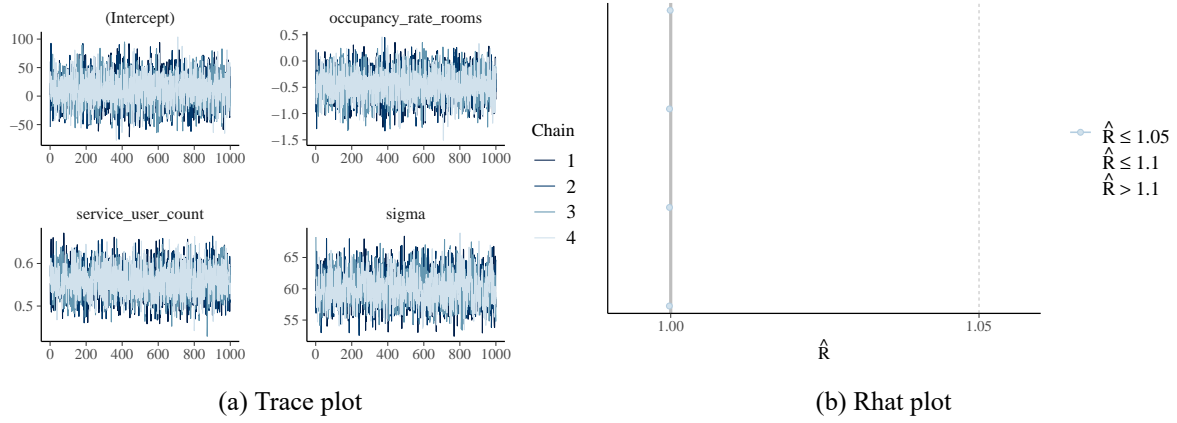 (Intercept)
100
50
0
−50
0 200 400 600 800 1000
occupancy_rate_rooms
0.5
0.0
−0.5
−1.0
−1.5
0 200 400 600 800 1000
service_user_count
0.6
0.5
0 200 400 600 800 1000
sigma
65
60
55
0 200 400 600 800 1000
Chain
1
2
3
4
(a) Trace plot
1.00 1.05
R̂
R̂ ≤ 1.05
R̂ ≤ 1.1
R̂ > 1.1
(b) Rhat plot